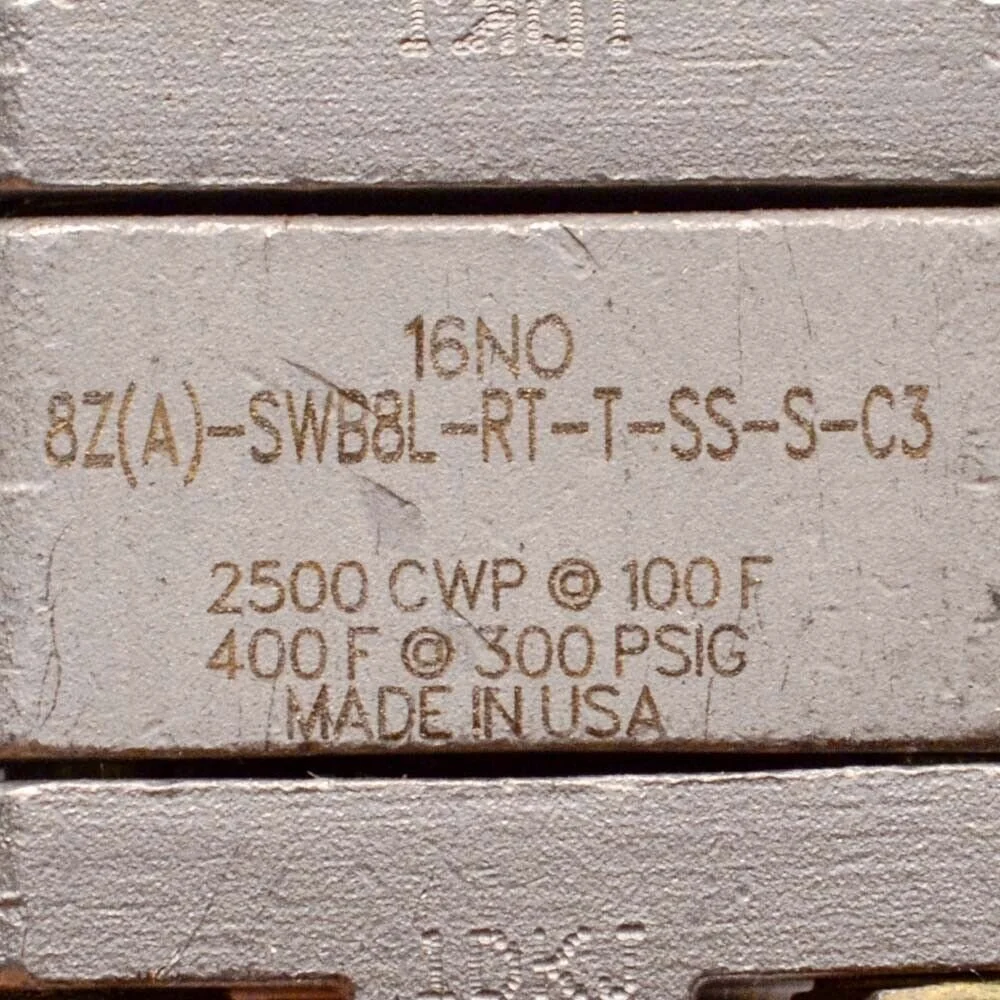 16NO
8Z(A)-SWB8L-RT-T-SS-S-C3
2500 CWP @ 100 F
400 F @ 300 PSIG
MADE IN USA